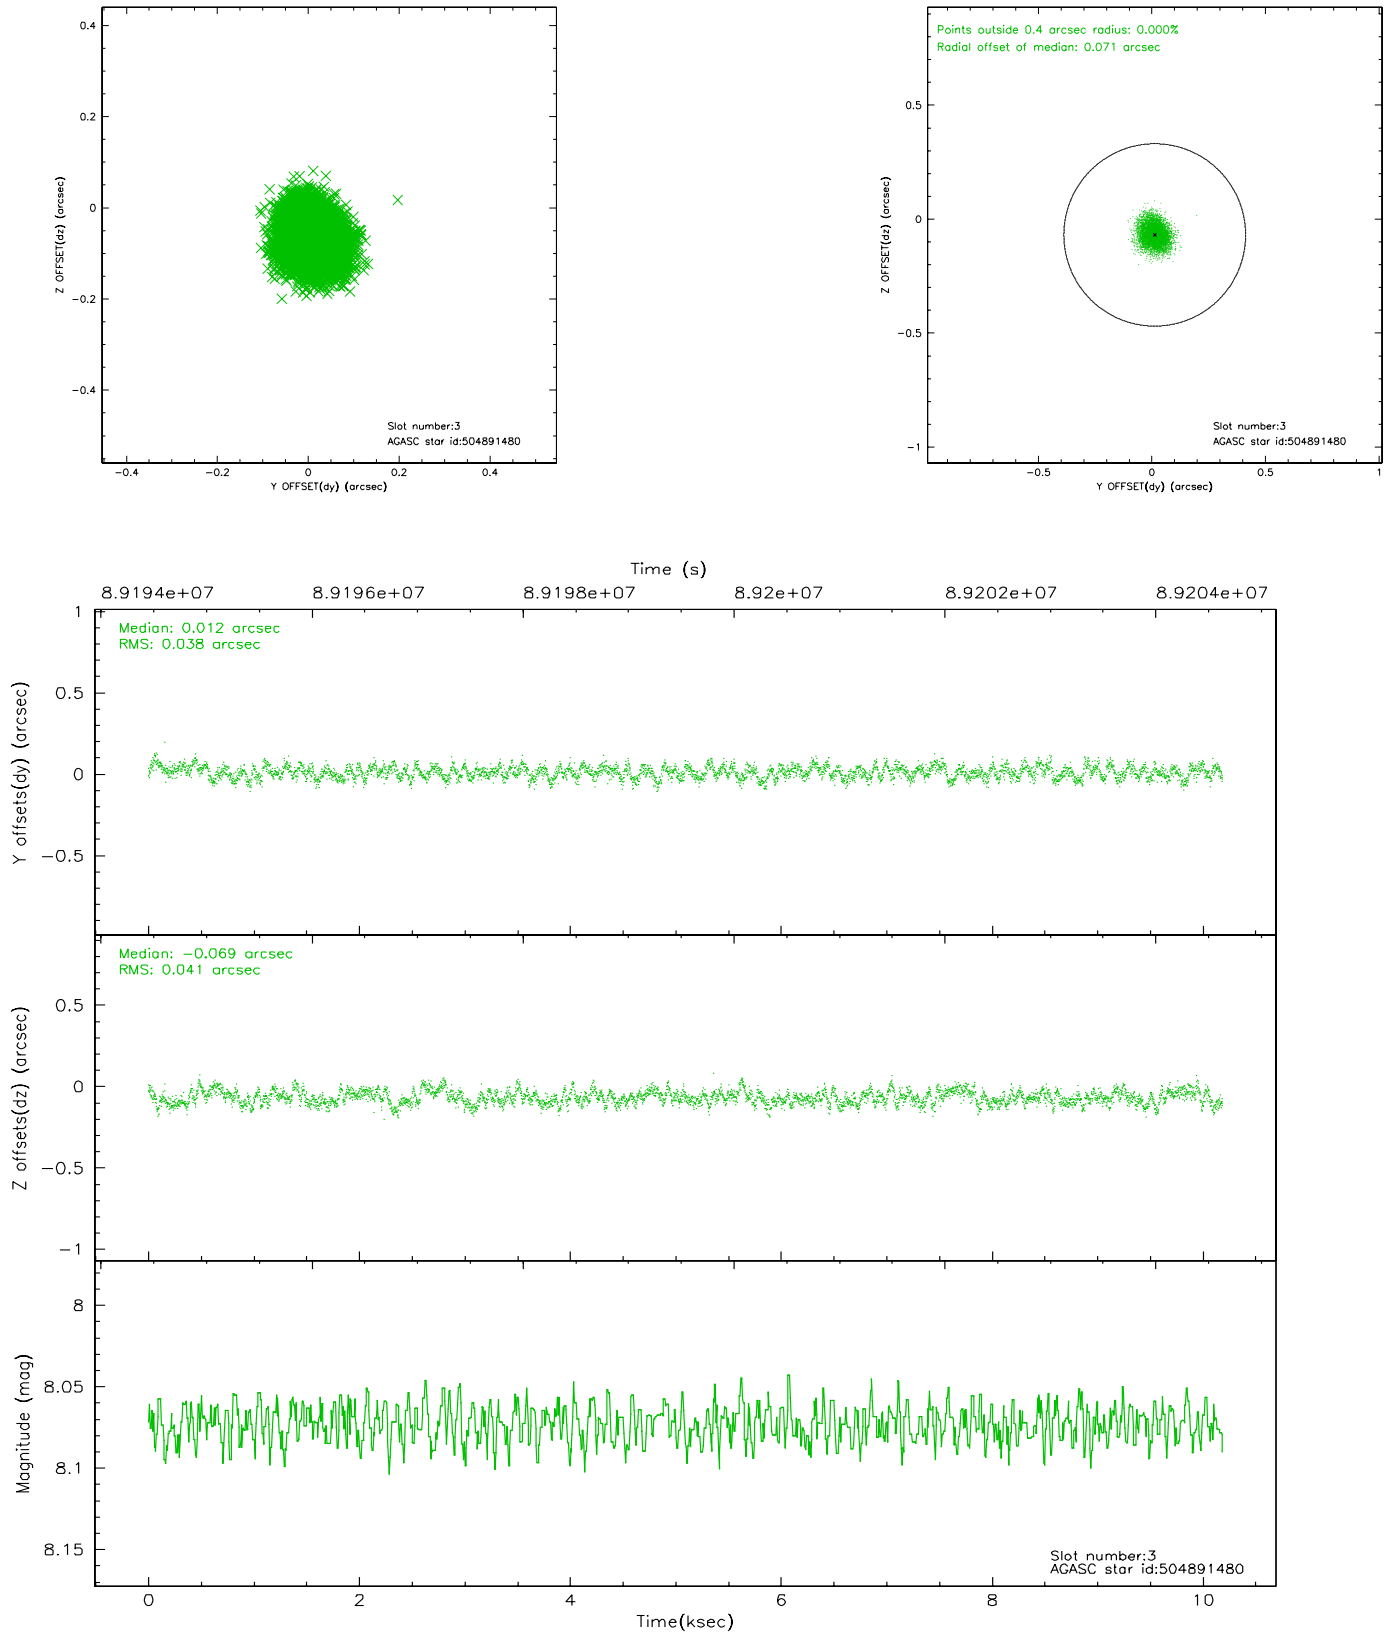 0.4
0.2
0
−0.2
−0.4
Z OFFSET(dz) (arcsec)
Slot number:3
AGASC star id:504891480
−0.4
−0.2
0
0.2
0.4
Y OFFSET(dy) (arcsec)
Points outside 0.4 arcsec radius: 0.000%
Radial offset of median: 0.071 arcsec
0.5
0
−0.5
−1
Z OFFSET(dz) (arcsec)
Slot number:3
AGASC star id:504891480
−0.5
0
0.5
1
Y OFFSET(dy) (arcsec)
Time (s)
8.9194e+07
8.9196e+07
8.9198e+07
8.92e+07
8.9202e+07
8.9204e+07
Median: 0.012 arcsec
RMS: 0.038 arcsec
1
0.5
0
−0.5
Y offsets(dy) (arcsec)
Median: −0.069 arcsec
RMS: 0.041 arcsec
0.5
0
−0.5
−1
Z offsets(dz) (arcsec)
8
8.05
8.1
8.15
Magnitude (mag)
Slot number:3
AGASC star id:504891480
0
2
4
6
8
10
Time(ksec)